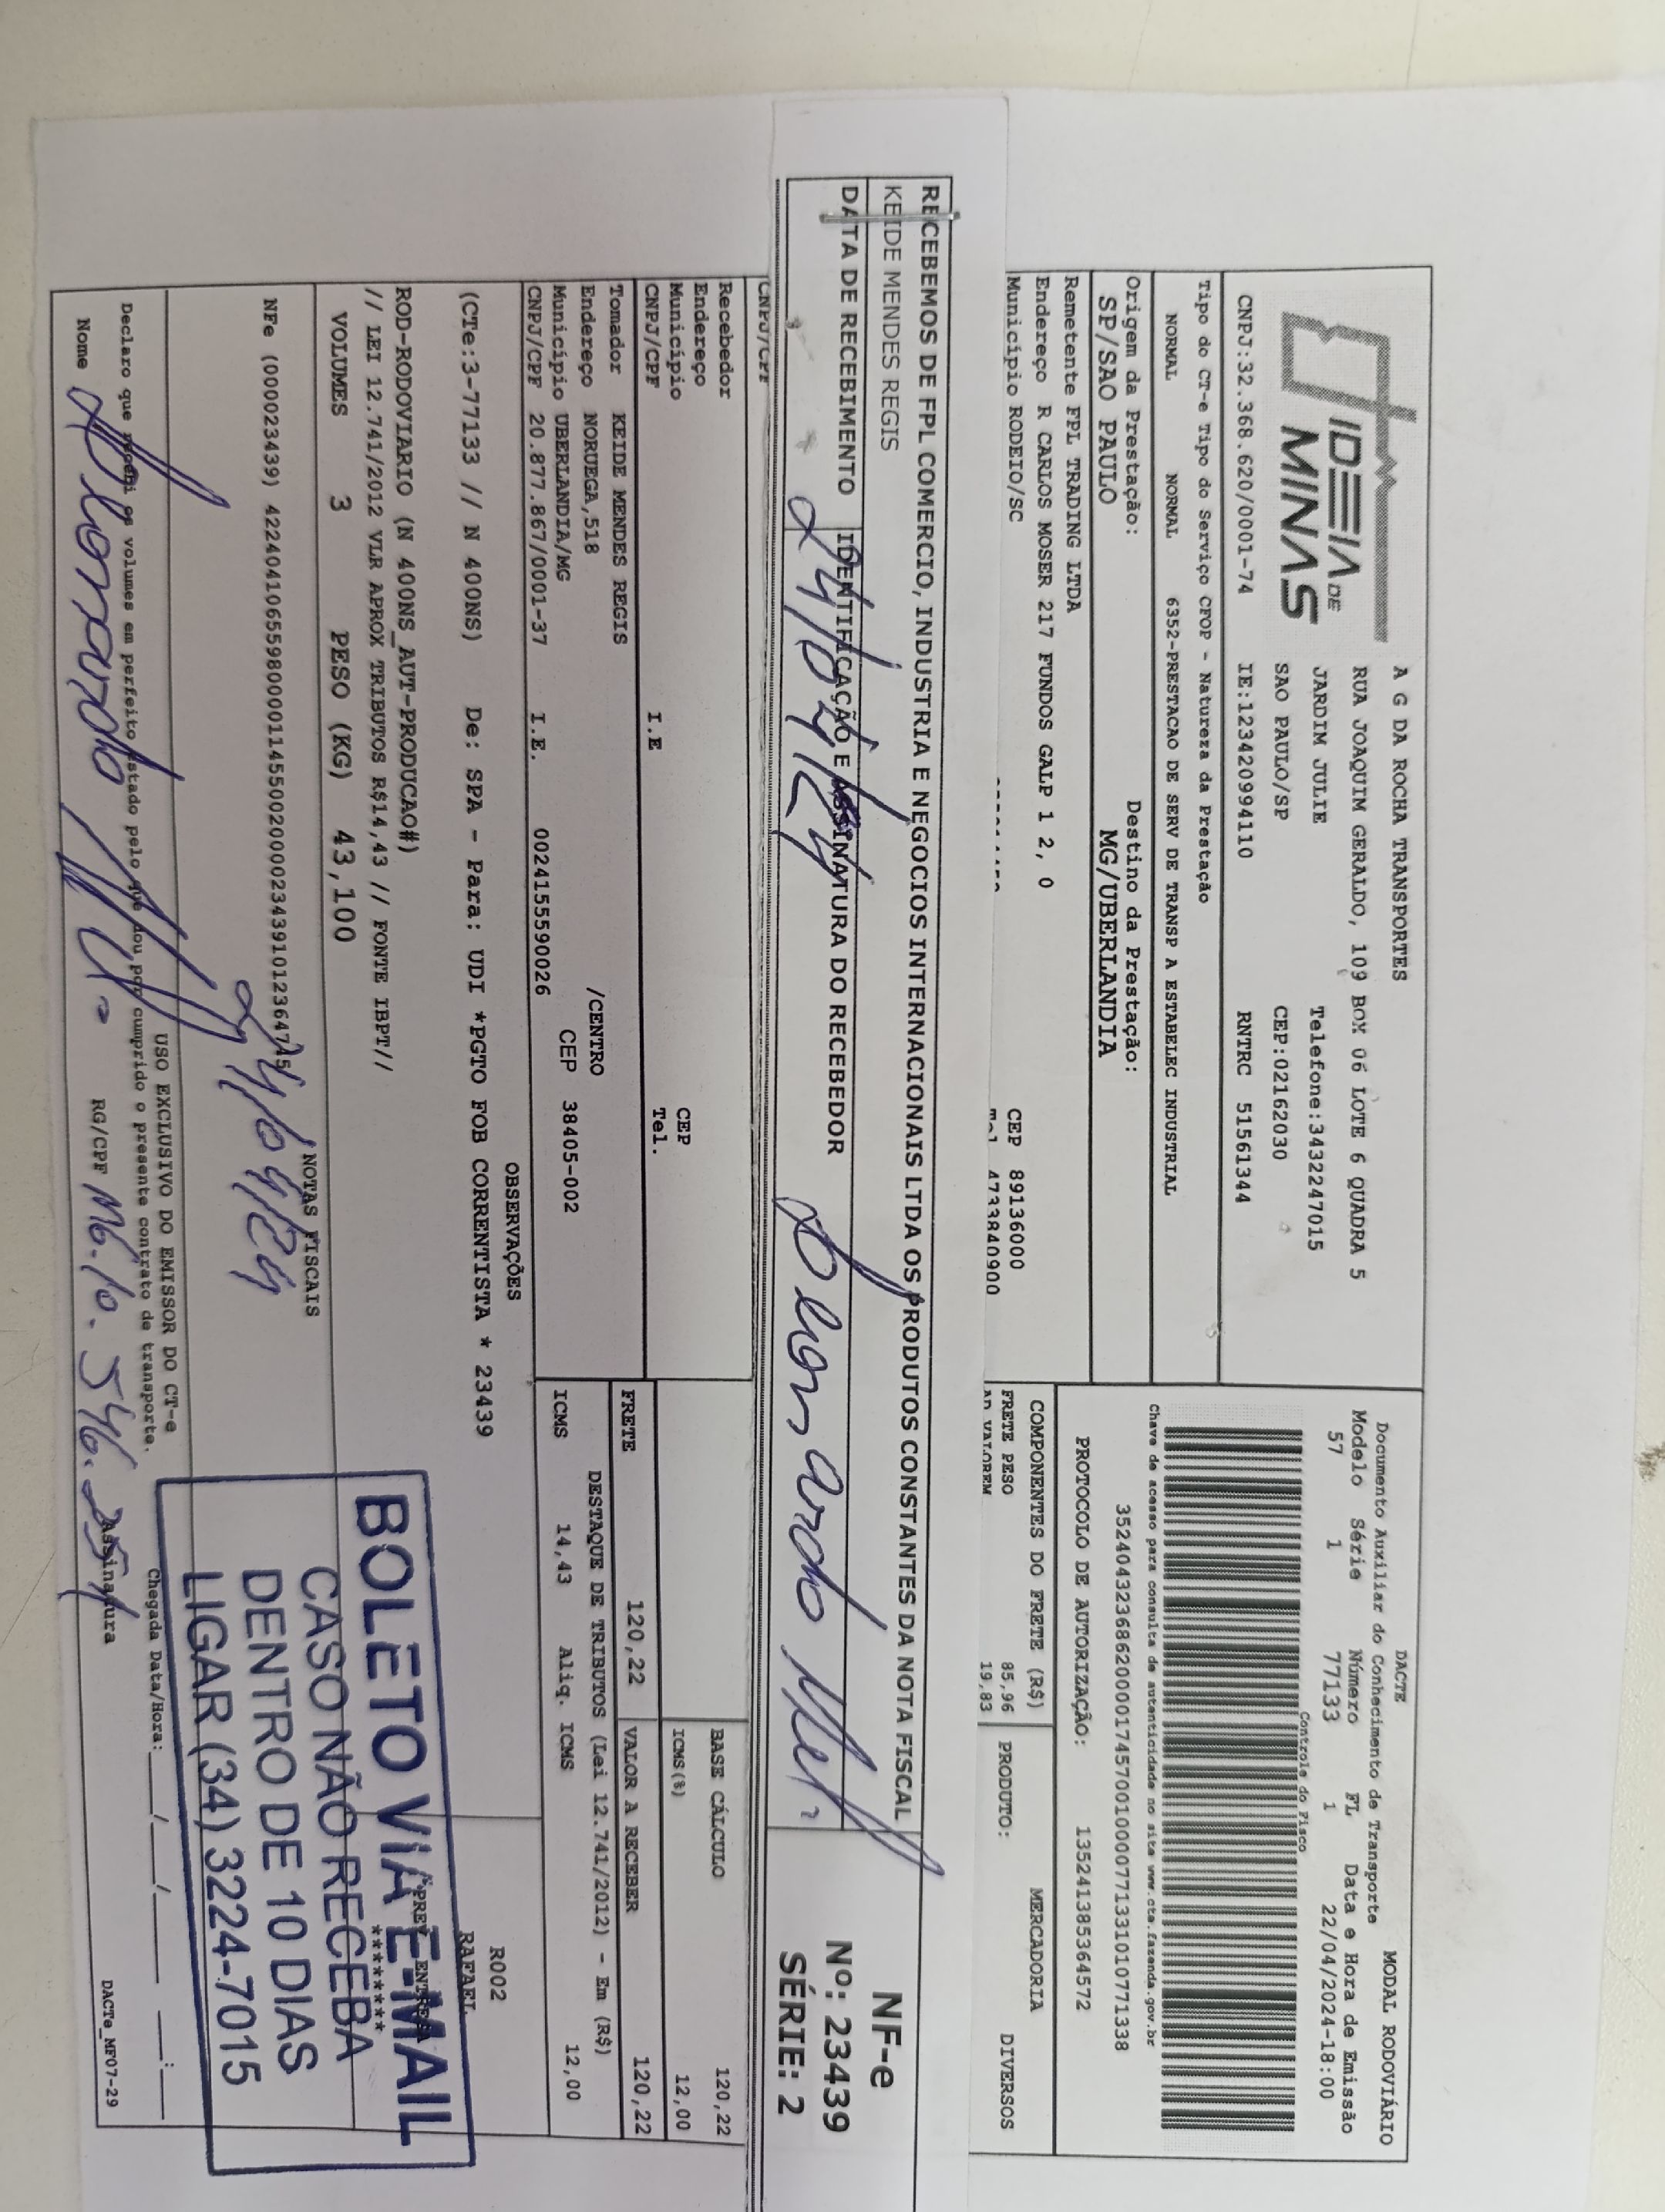 IDEIA DE
MINAS
A G DA ROCHA TRANSPORTES
RUA JOAQUIM GERALDO, 109 BOX 06 LOTE 6 QUADRA 5
JARDIM JULIE Telefone:3432247015
SAO PAULO/SP CEP:02162030
CNPJ:32.368.620/0001-74 IE:123420994110 RNTRC 51561344
DACTE MODAL RODOVIÁRIO
Documento Auxiliar do Conhecimento de Transporte
Modelo Série Número FL Data e Hora de Emissão
57 1 77133 1 22/04/2024-18:00
Controle do Fisco
Chave de acesso para consulta de autenticidade no site www.cte.fazenda.gov.br
35240432368620000174570010000771331010771338
PROTOCOLO DE AUTORIZAÇÃO: 135241385364572
Tipo do CT-e Tipo do Serviço CFOP - Natureza da Prestação
NORMAL NORMAL 6352-PRESTACAO DE SERV DE TRANSP A ESTABELEC INDUSTRIAL
Origem da Prestação: Destino da Prestação:
SP/SAO PAULO MG/UBERLANDIA
Remetente FPL TRADING LTDA
Endereço R CARLOS MOSER 217 FUNDOS GALP 1 2, 0
Município RODEIO/SC CEP 89136000
Tel 4733840900
COMPONENTES DO FRETE (R$) MERCADORIA
FRETE PESO 85,96 PRODUTO: DIVERSOS
AD VALOREM 19,83
RECEBEMOS DE FPL COMERCIO, INDUSTRIA E NEGOCIOS INTERNACIONAIS LTDA OS PRODUTOS CONSTANTES DA NOTA FISCAL
KEIDE MENDES REGIS
DATA DE RECEBIMENTO IDENTIFICAÇÃO E ASSINATURA DO RECEBEDOR
24/04/24 Leonardo
NF-e
Nº: 23439
SÉRIE: 2
CNPJ/CPF
Recebedor
Endereço
Município CEP
CNPJ/CPF I.E Tel.
Tomador KEIDE MENDES REGIS
Endereço NORUEGA,518 /CENTRO
Município UBERLANDIA/MG CEP 38405-002
CNPJ/CPF 20.877.867/0001-37 I.E. 0024155590026
BASE CÁLCULO 120,22
ICMS(%) 12,00
FRETE 120,22 VALOR A RECEBER 120,22
DESTAQUE DE TRIBUTOS (Lei 12.741/2012) - Em (R$)
ICMS 14,43 Aliq. ICMS 12,00
OBSERVAÇÕES
(CTe:3-77133 // N 400NS) De: SPA - Para: UDI *PGTO FOB CORRENTISTA * 23439
R002
RAFAEL
ROD-RODOVIARIO (N 400NS_AUT-PRODUCAO#)
// LEI 12.741/2012 VLR APROX TRIBUTOS R$14,43 // FONTE IBPT//
VOLUMES 3 PESO (KG) 43,100
*******
NOTAS FISCAIS
NFe (000023439)
24/04/24
USO EXCLUSIVO DO EMISSOR DO CT-e
Declaro que recebi os volumes em perfeito estado pelo que dou por cumprido o presente contrato de transporte.
Chegada Data/Hora:___/___/_____ ___:___
Nome Leonardo RG/CPF MG.10. 546. Assinatura
DACTe_MF07-29
BOLETO VIA E-MAIL
CASO NÃO RECEBA
DENTRO DE 10 DIAS
LIGAR (34) 3224-7015